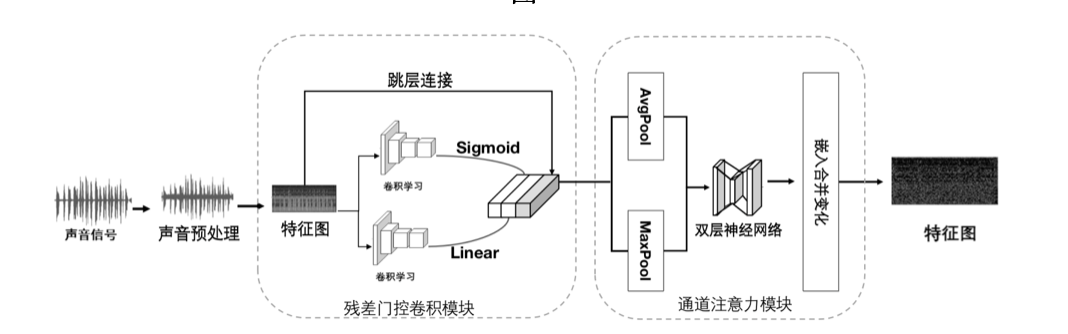 跳层连接
Sigmoid
卷积学习
声音信号
声音预处理
特征图
Linear
卷积学习
残差门控卷积模块
AvgPool
MaxPool
双层神经网络
嵌入合并变化
通道注意力模块
特征图